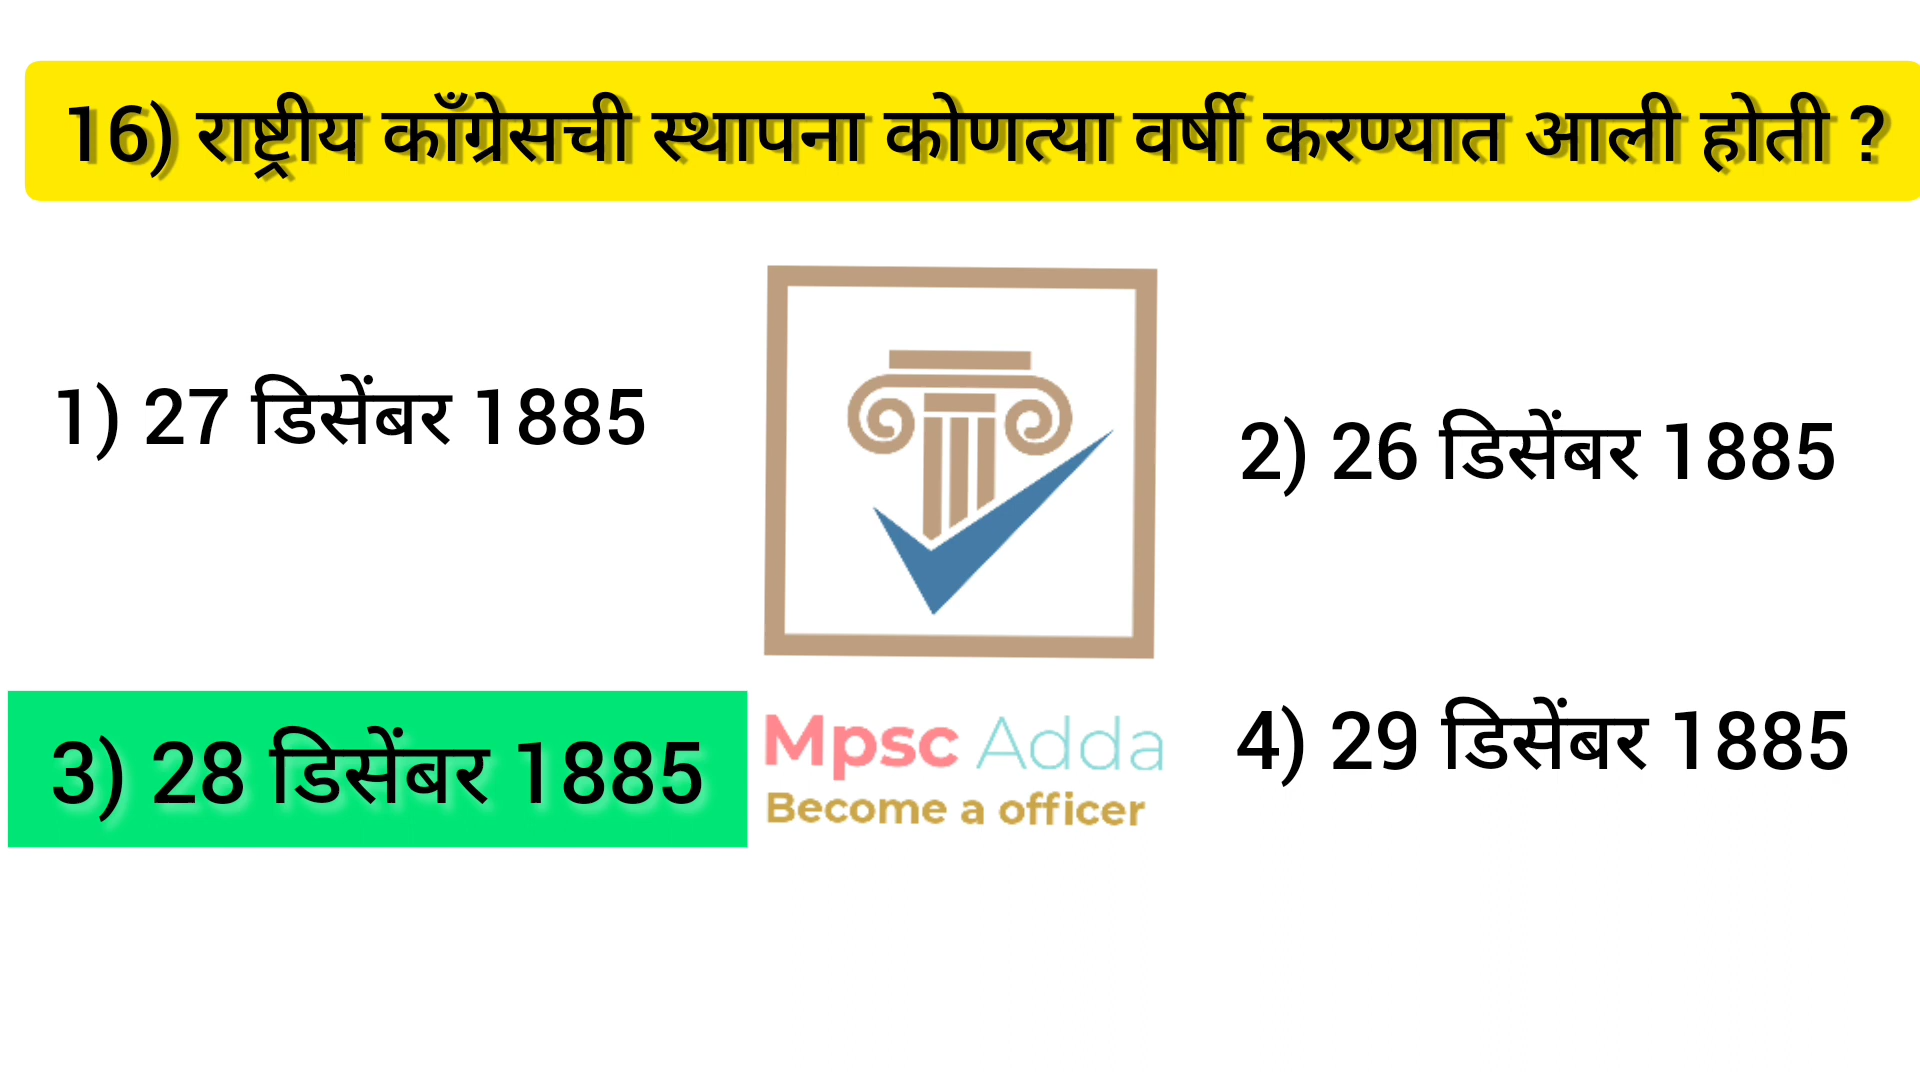 16) राष्ट्रीय काँग्रेसची स्थापना कोणत्या वर्षी करण्यात आली होती ?
1) 27 डिसेंबर 1885
2) 26 डिसेंबर 1885
3) 28 डिसेंबर 1885
4) 29 डिसेंबर 1885
Mpsc Adda
Become a officer